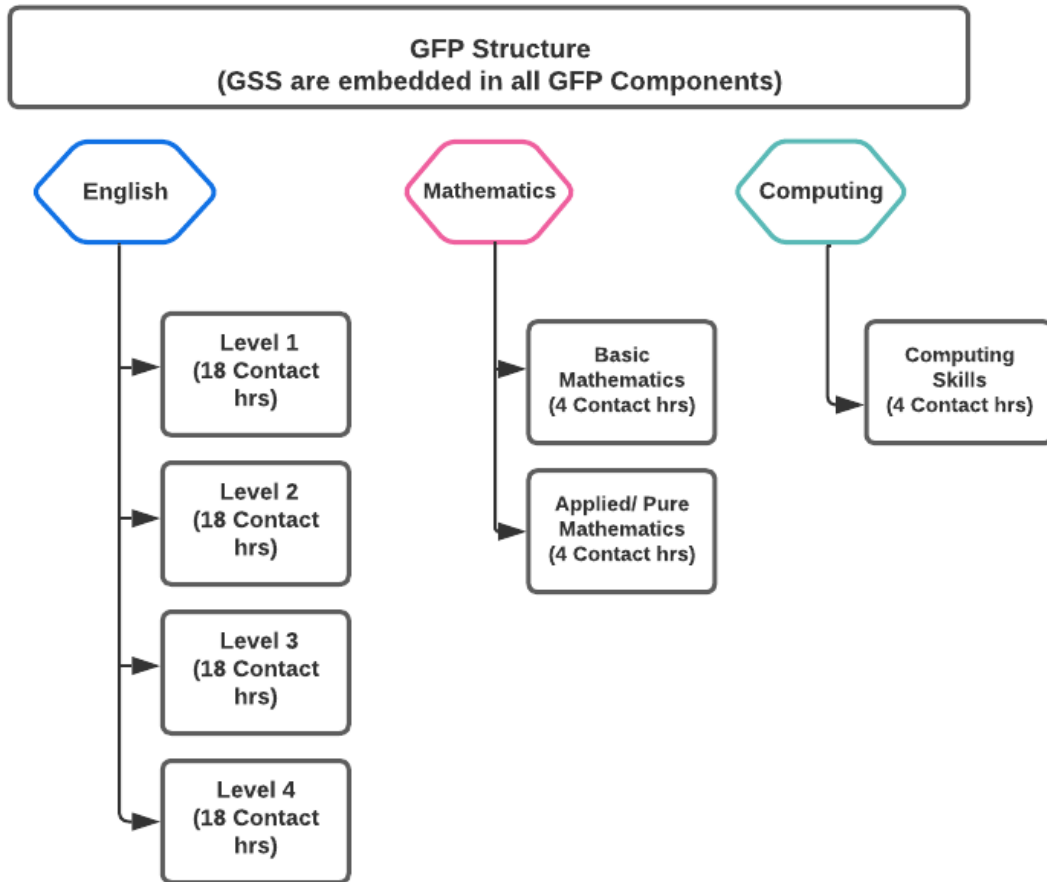 GFP Structure
(GSS are embedded in all GFP Components)
English
Mathematics
Computing
Level 1
(18 Contact
hrs)
Level 2
(18 Contact
hrs)
Level 3
(18 Contact
hrs)
Level 4
(18 Contact
hrs)
Basic
Mathematics
(4 Contact hrs)
Applied/ Pure
Mathematics
(4 Contact hrs)
Computing
Skills
(4 Contact hrs)